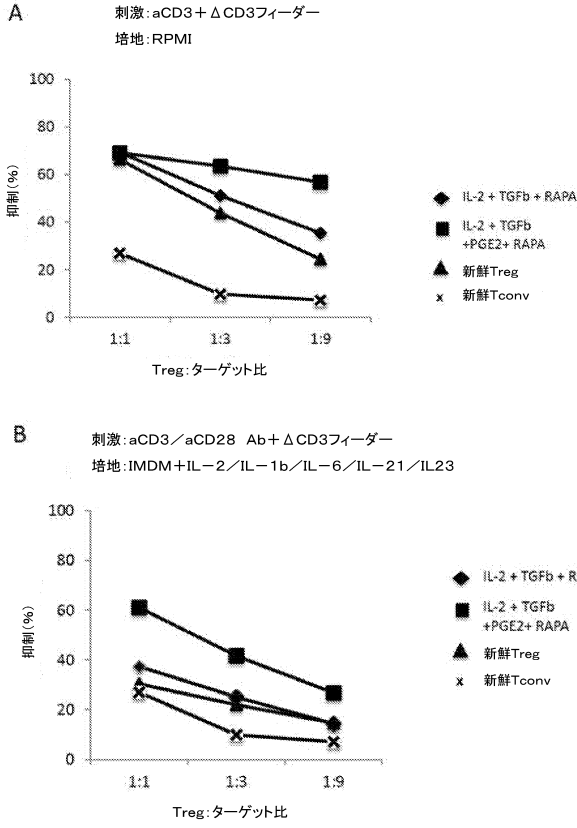 A
刺激：aCD3＋ΔCD3フィーダー
培地：RPMI
100
80
60
40
20
0
抑制(%)
1:1
1:3
1:9
Treg：ターゲット比
IL-2 + TGFb + RAPA
IL-2 + TGFb
+PGE2+ RAPA
新鮮Treg
新鮮Tconv
B
刺激：aCD3／aCD28 Ab＋ΔCD3フィーダー
培地：IMDM＋IL－2／IL－1b／IL－6／IL－21／IL23
100
80
60
40
20
0
抑制(%)
1:1
1:3
1:9
Treg：ターゲット比
IL-2 + TGFb + R
IL-2 + TGFb
+PGE2+ RAPA
新鮮Treg
新鮮Tconv